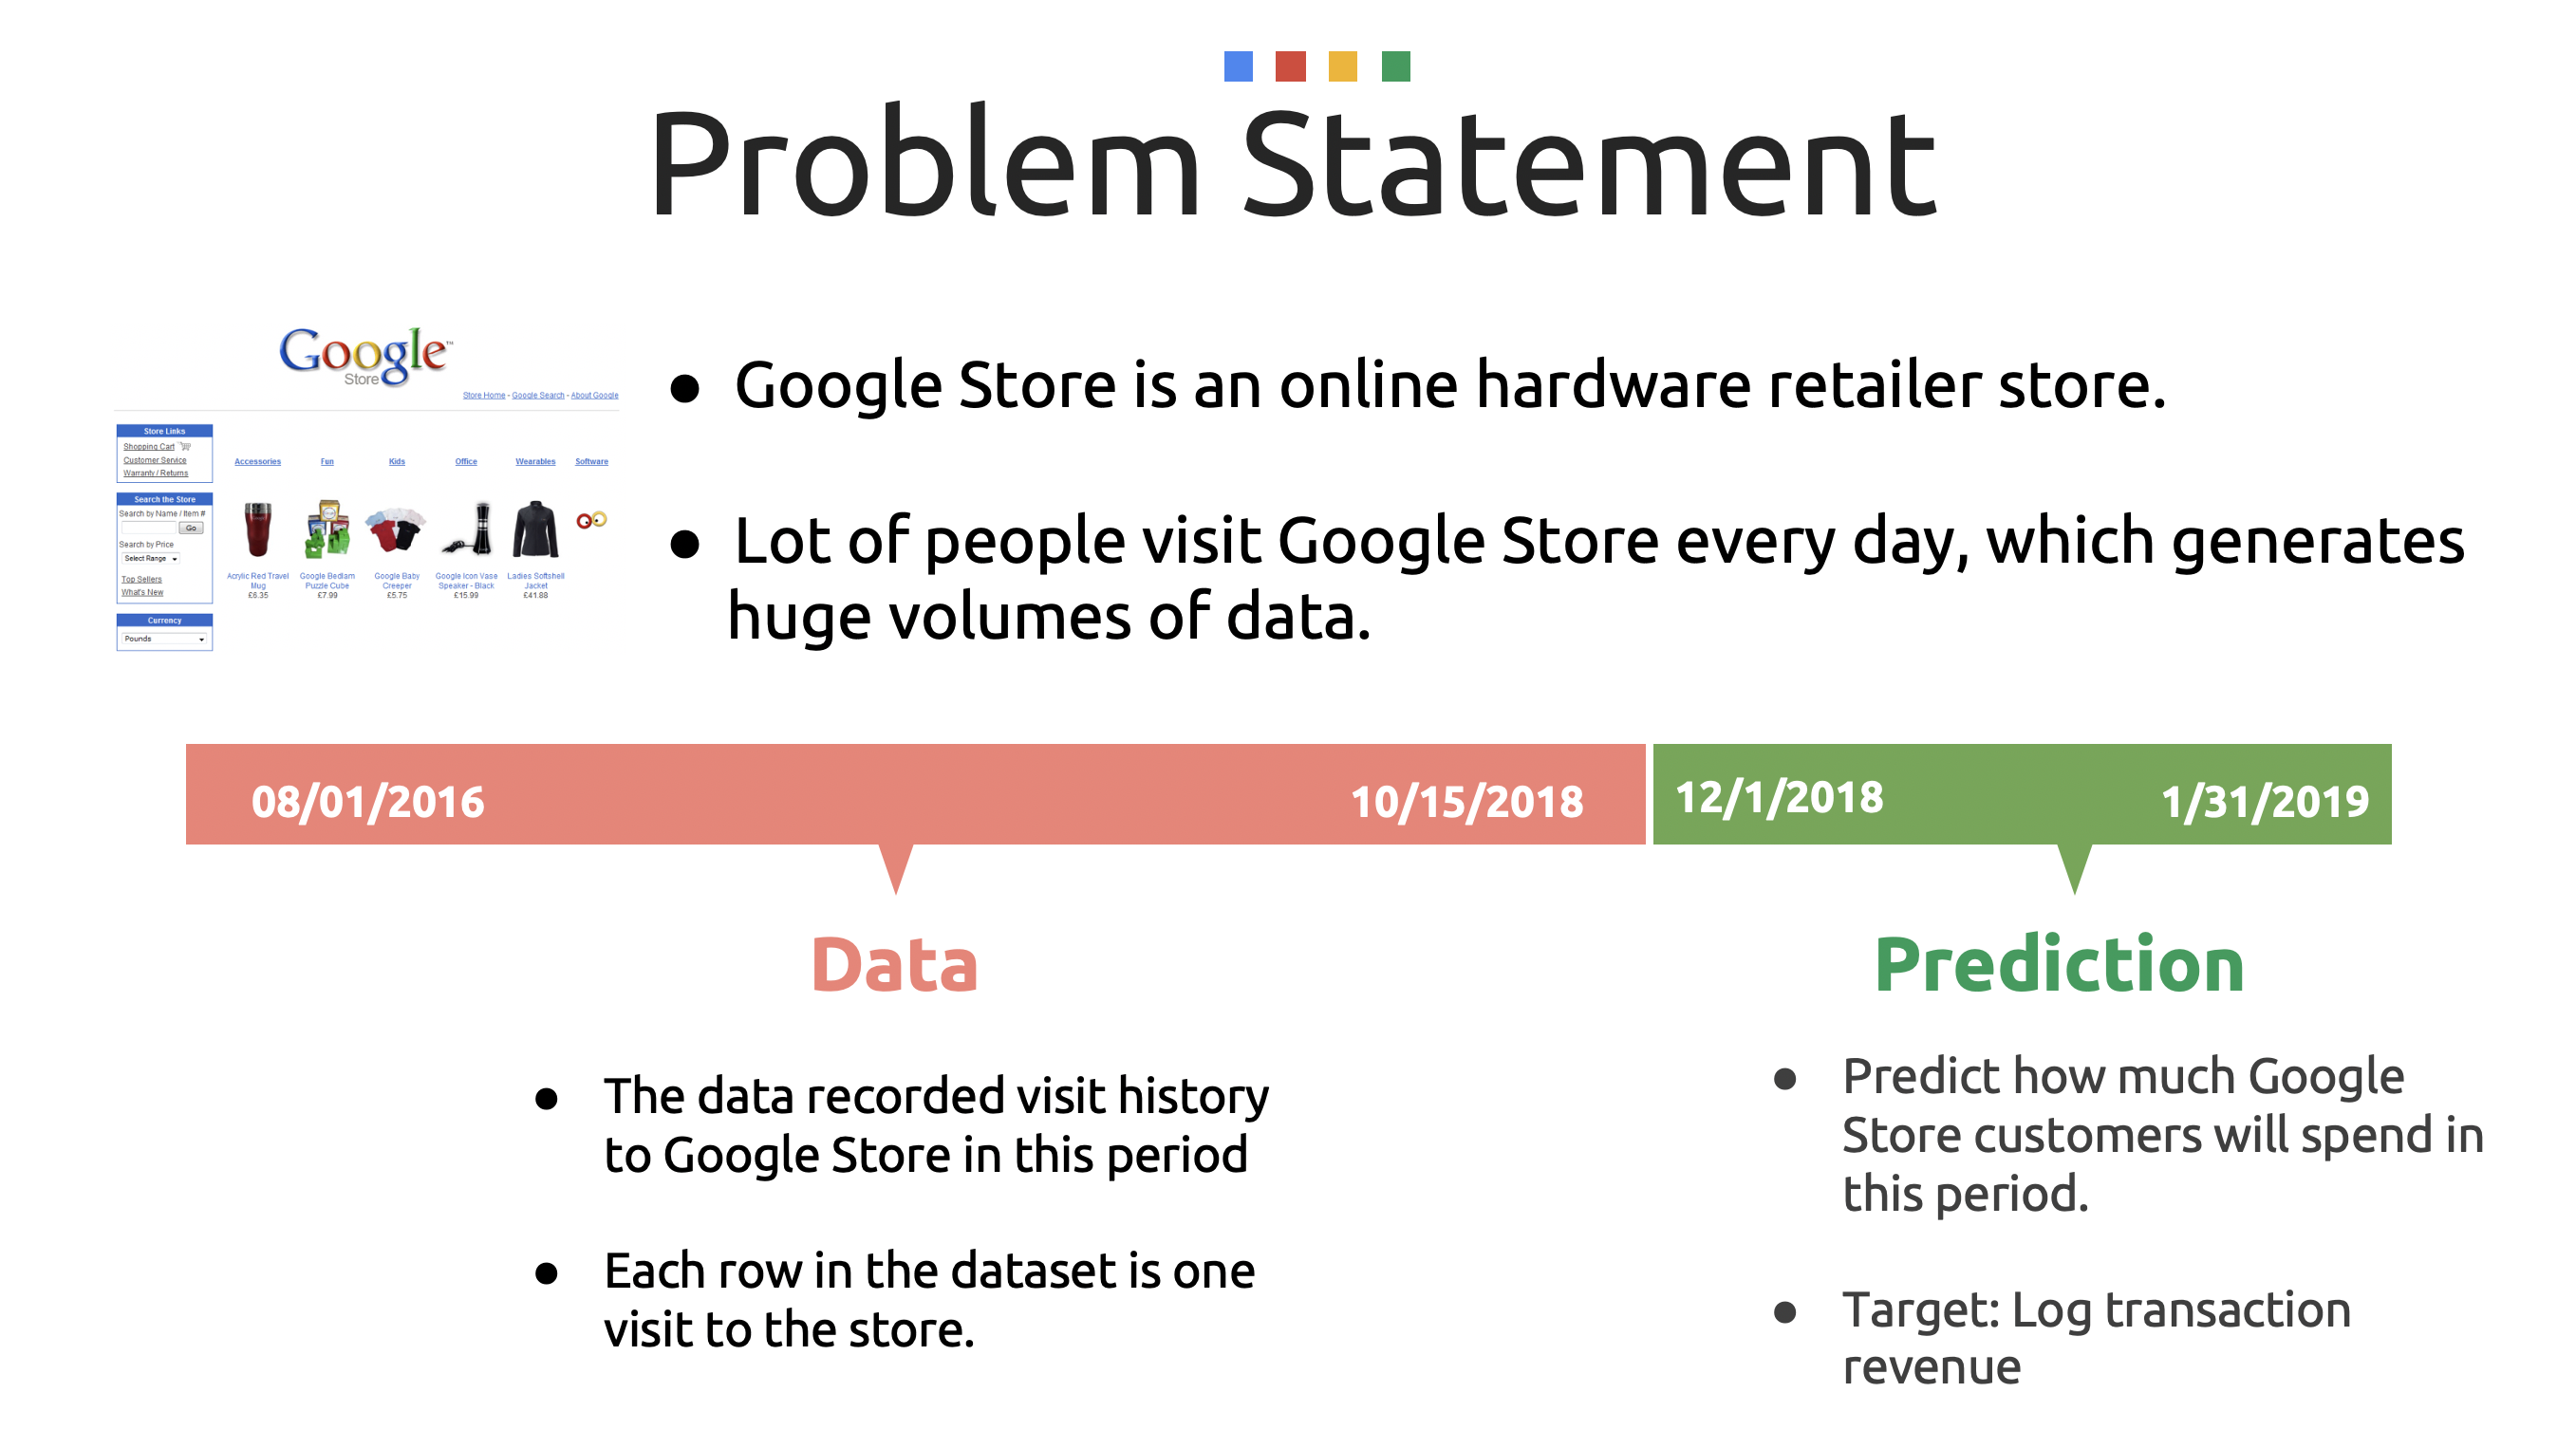 Problem Statement
Google™
Store
Store Home - Google Search - About Google
Store Links
Shopping Cart
Customer Service
Warranty / Returns
Search the Store
Search by Name / Item #
Go
Search by Price
Select Range
Top Sellers
What's New
Currency
Pounds
Accessories Fun Kids Office Wearables Software
Acrylic Red Travel
Mug
£6.35
Google Bedlam
Puzzle Cube
£7.99
Google Baby
Creeper
£5.75
Google Icon Vase
Speaker - Black
£15.99
Ladies Softshell
Jacket
£41.88
● Google Store is an online hardware retailer store.
● Lot of people visit Google Store every day, which generates
huge volumes of data.
08/01/2016 10/15/2018 12/1/2018 1/31/2019
Data
● The data recorded visit history
to Google Store in this period
● Each row in the dataset is one
visit to the store.
Prediction
● Predict how much Google
Store customers will spend in
this period.
● Target: Log transaction
revenue